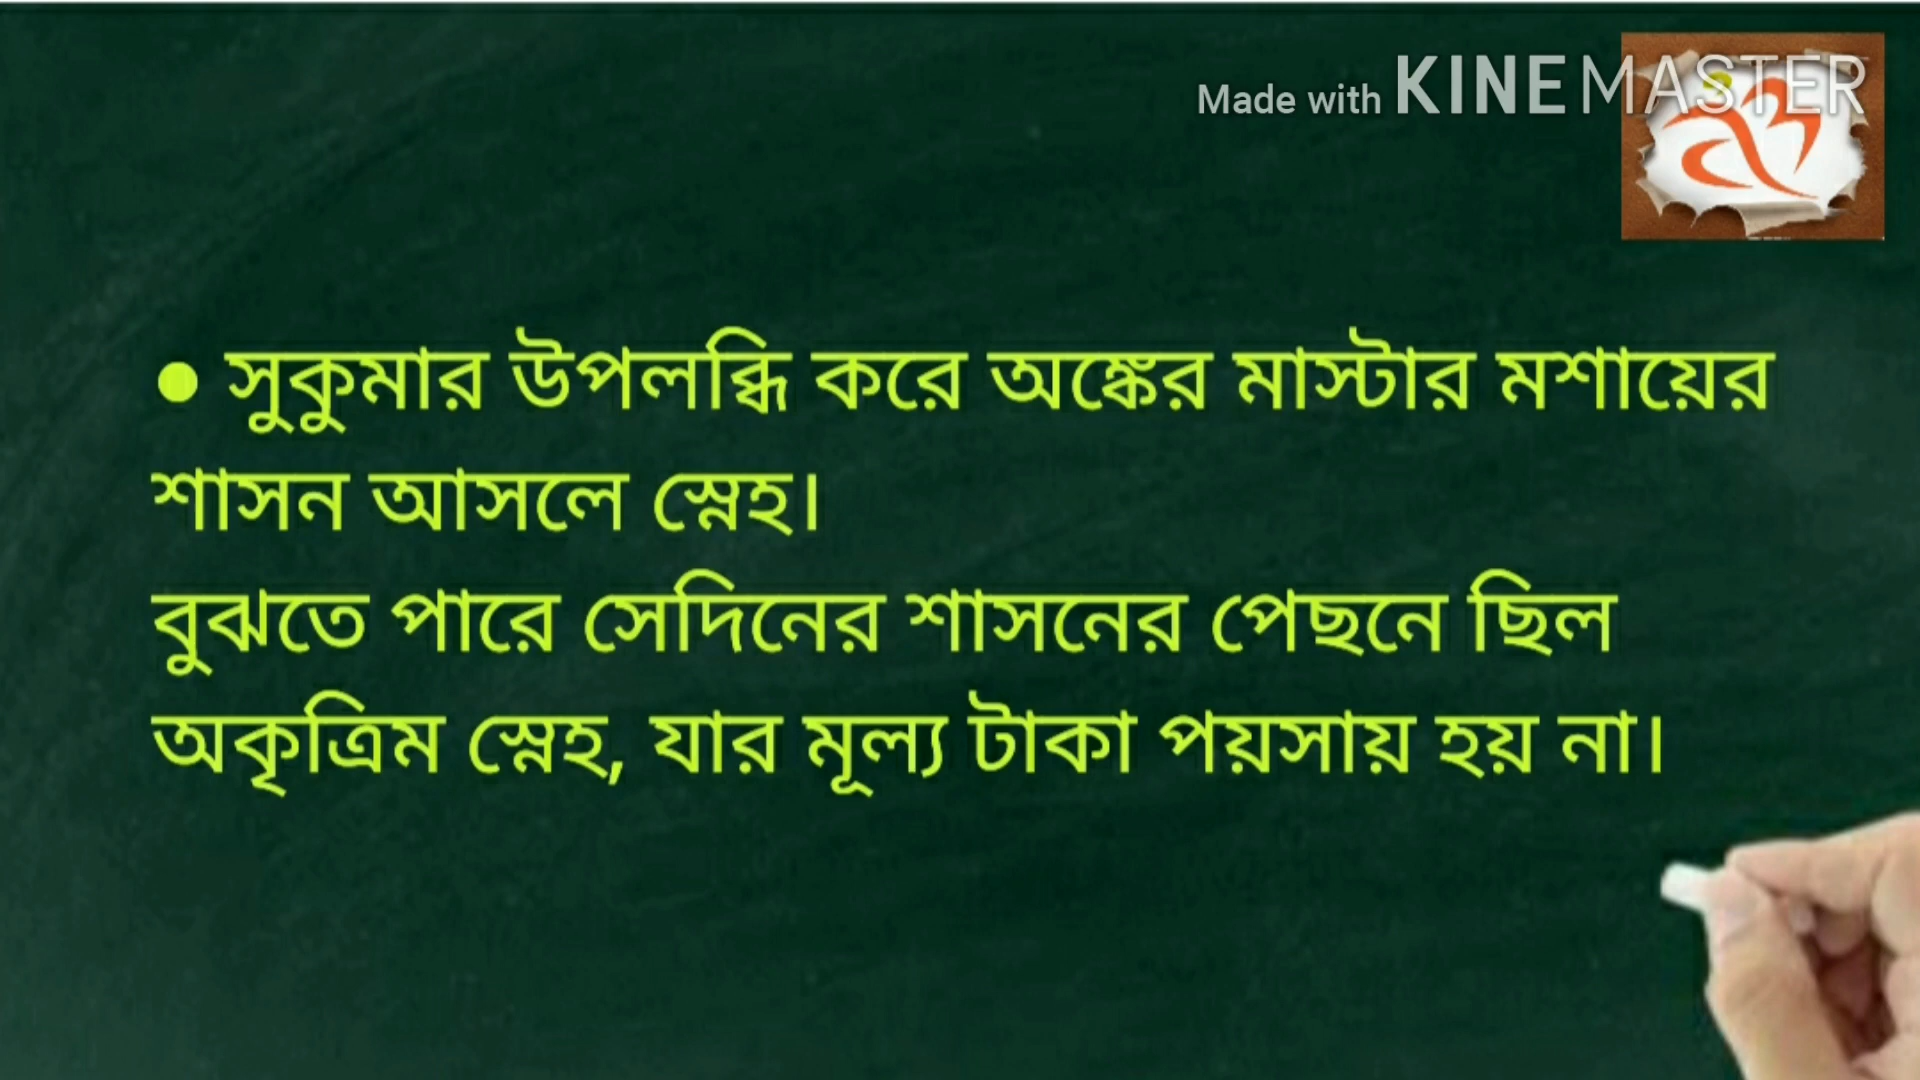 Made with KINEMASTER
• সুকুমার উপলব্ধি করে অঙ্কের মাস্টার মশায়ের
শাসন আসলে স্নেহ।
বুঝতে পারে সেদিনের শাসনের পেছনে ছিল
অকৃত্রিম স্নেহ, যার মূল্য টাকা পয়সায় হয় না।